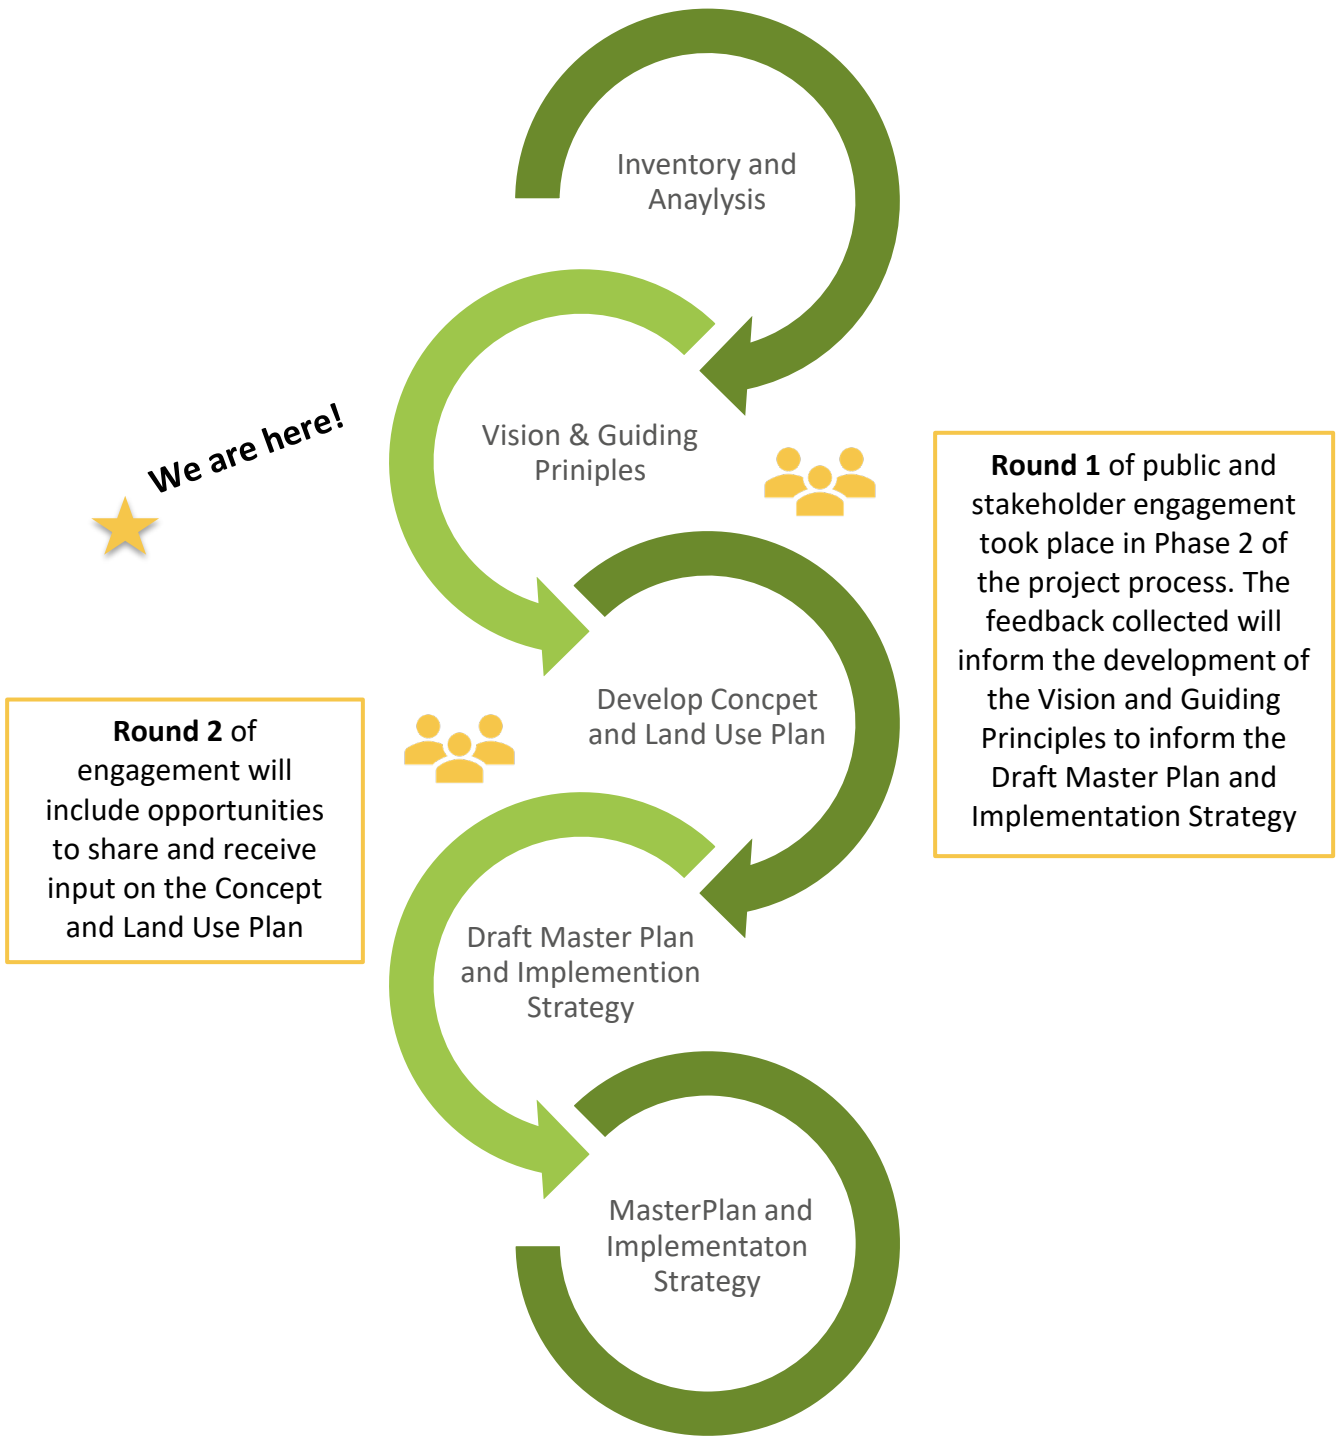 Inventory and
Anaylysis
We are here!
Vision & Guiding
Priniples
Round 1 of public and
stakeholder engagement
took place in Phase 2 of
the project process. The
feedback collected will
inform the development of
the Vision and Guiding
Principles to inform the
Draft Master Plan and
Implementation Strategy
Develop Concpet
and Land Use Plan
Round 2 of
engagement will
include opportunities
to share and receive
input on the Concept
and Land Use Plan
Draft Master Plan
and Implemention
Strategy
MasterPlan and
Implementaton
Strategy